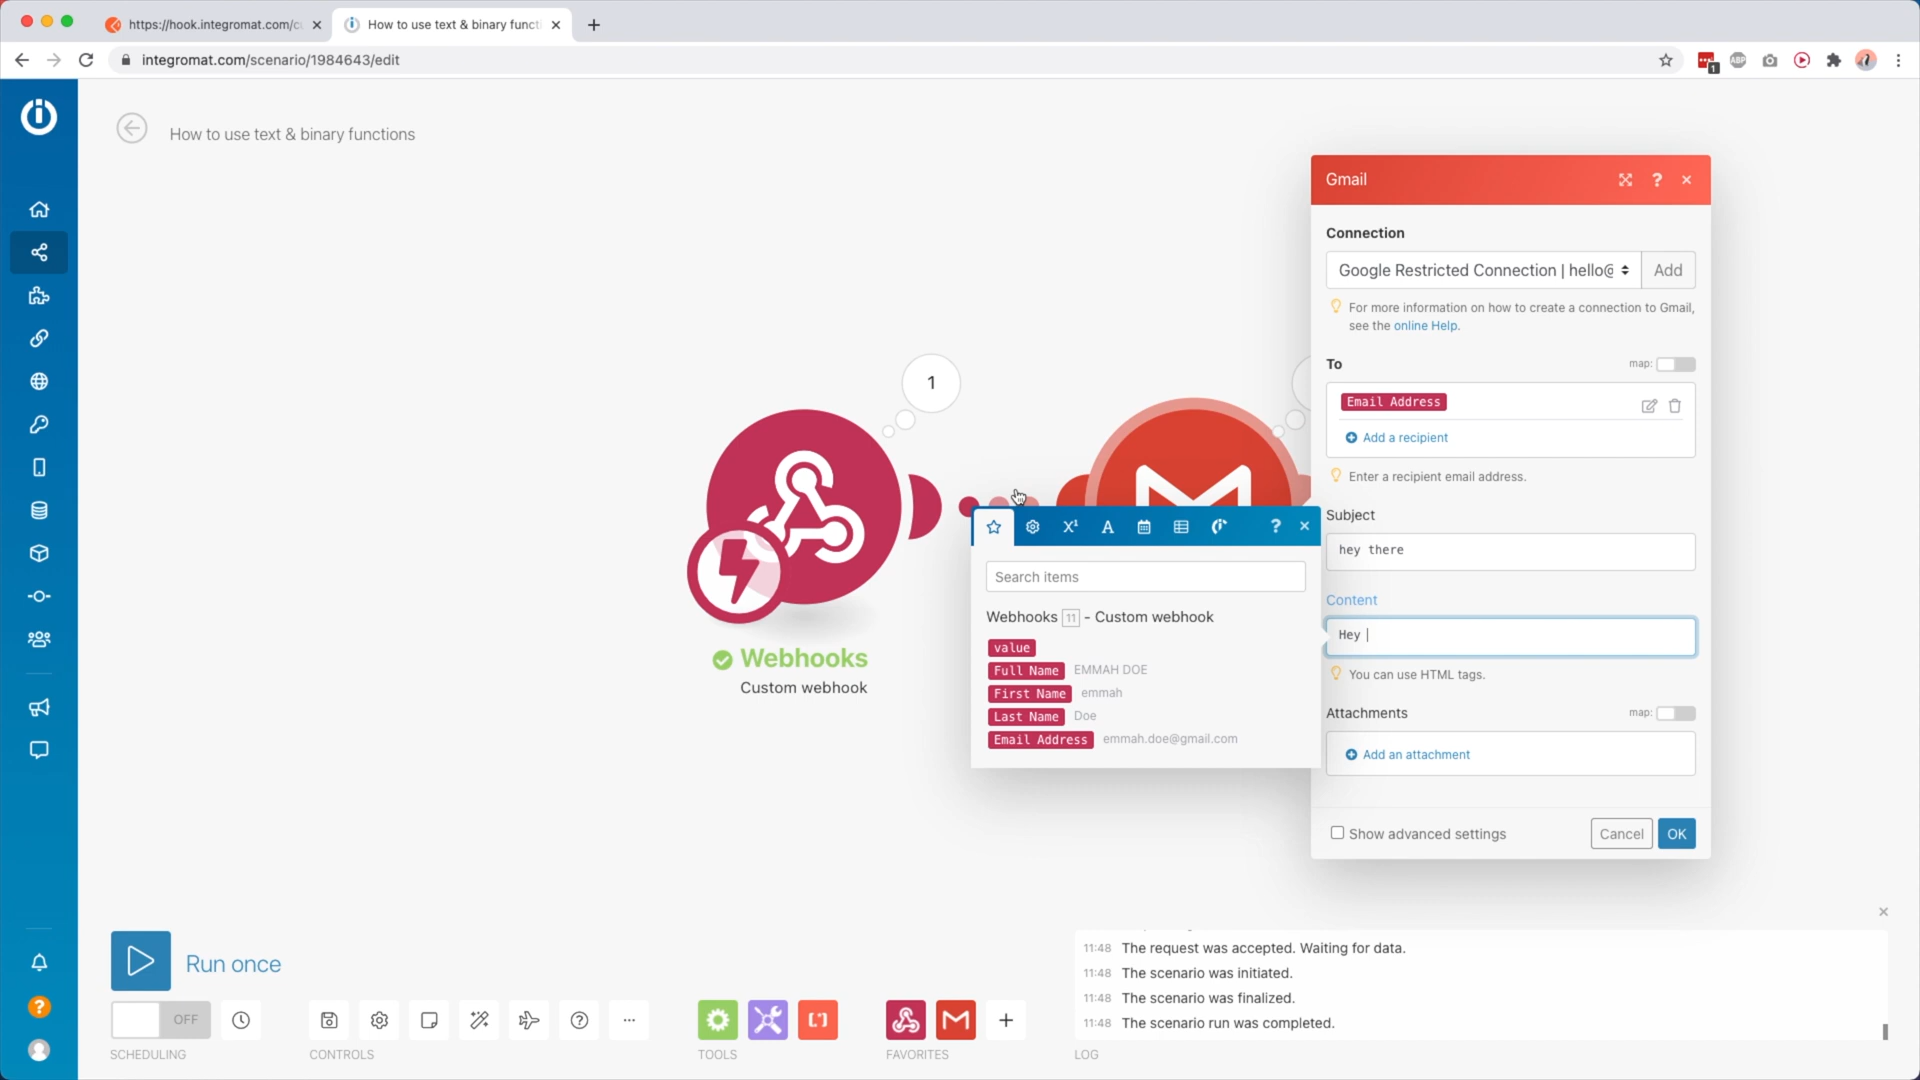 https://hook.integromat.com/c
How to use text & binary funct
integromat.com/scenario/1984643/edit
1
ABP
How to use text & binary functions
1
Webhooks
Custom webhook
Gmail
?
Connection
Google Restricted Connection | hello@
Add
For more information on how to create a connection to Gmail,
see the online Help.
To
map:
Email Address
Add a recipient
Enter a recipient email address.
Subject
hey there
Content
Hey
You can use HTML tags.
Attachments
map:
Add an attachment
Show advanced settings
Cancel
OK
X¹
A
?
Search items
Webhooks 11 - Custom webhook
value
Full Name EMMAH DOE
First Name emmah
Last Name Doe
Email Address emmah.doe@gmail.com
Run once
OFF
SCHEDULING
CONTROLS
TOOLS
FAVORITES
LOG
11:48 The request was accepted. Waiting for data.
11:48 The scenario was initiated.
11:48 The scenario was finalized.
11:48 The scenario run was completed.